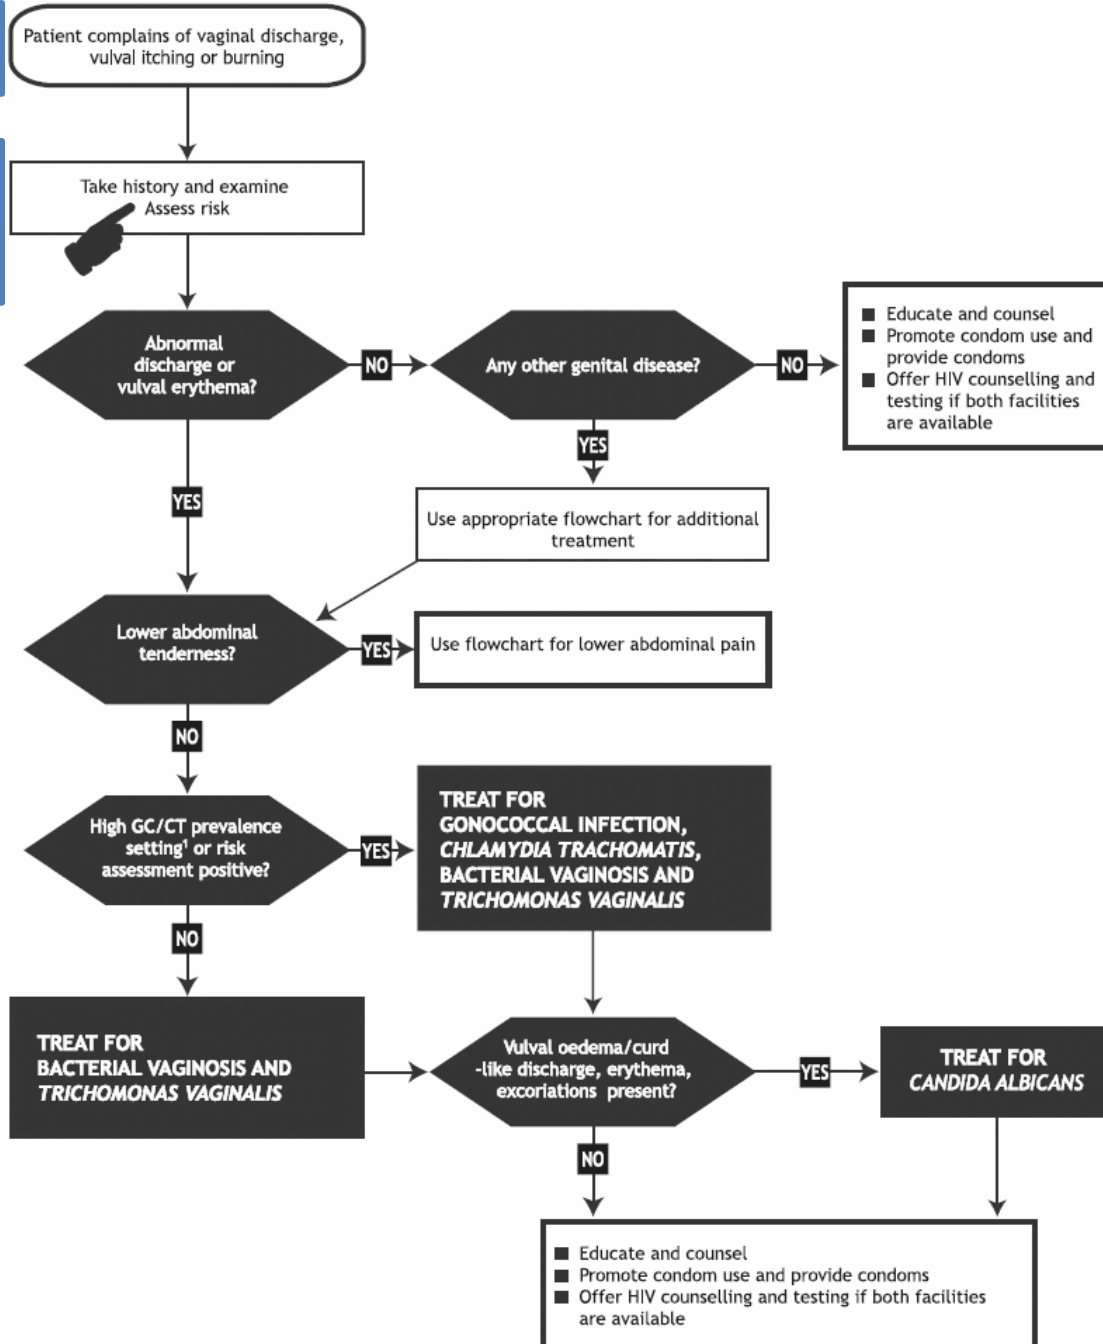 Patient complains of vaginal discharge,
vulval itching or burning
Take history and examine
Assess risk
Abnormal
discharge or
vulval erythema?
NO
Any other genital disease?
NO
■ Educate and counsel
■ Promote condom use and
provide condoms
■ Offer HIV counselling and
testing if both facilities
are available
YES
YES
Use appropriate flowchart for additional
treatment
Lower abdominal
tenderness?
YES
Use flowchart for lower abdominal pain
NO
High GC/CT prevalence
setting¹ or risk
assessment positive?
YES
TREAT FOR
GONOCOCCAL INFECTION,
CHLAMYDIA TRACHOMATIS,
BACTERIAL VAGINOSIS AND
TRICHOMONAS VAGINALIS
NO
TREAT FOR
BACTERIAL VAGINOSIS AND
TRICHOMONAS VAGINALIS
Vulval oedema/curd
-like discharge, erythema,
excoriations present?
YES
TREAT FOR
CANDIDA ALBICANS
NO
■ Educate and counsel
■ Promote condom use and provide condoms
■ Offer HIV counselling and testing if both facilities
are available